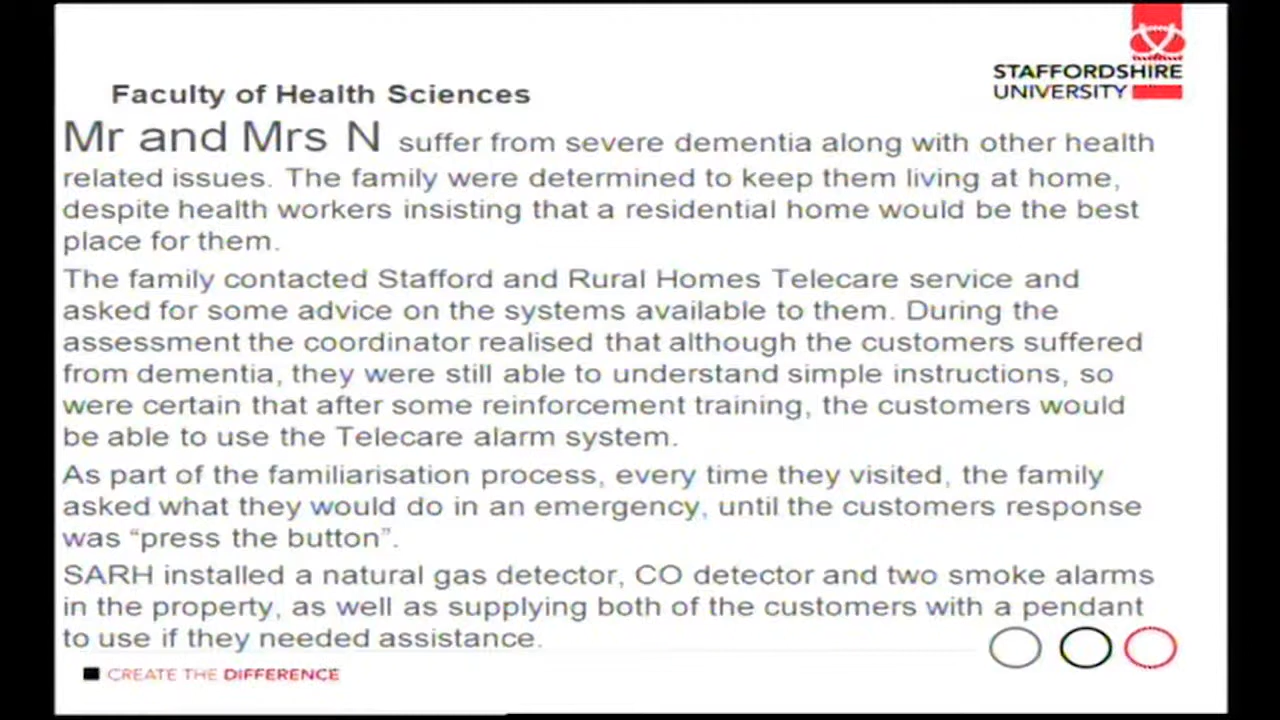 STAFFORDSHIRE
UNIVERSITY
Faculty of Health Sciences
Mr and Mrs N suffer from severe dementia along with other health
related issues. The family were determined to keep them living at home,
despite health workers insisting that a residential home would be the best
place for them.
The family contacted Stafford and Rural Homes Telecare service and
asked for some advice on the systems available to them. During the
assessment the coordinator realised that although the customers suffered
from dementia, they were still able to understand simple instructions, so
were certain that after some reinforcement training, the customers would
be able to use the Telecare alarm system.
As part of the familiarisation process, every time they visited, the family
asked what they would do in an emergency, until the customers response
was “press the button”.
SARH installed a natural gas detector, CO detector and two smoke alarms
in the property, as well as supplying both of the customers with a pendant
to use if they needed assistance.
CREATE THE DIFFERENCE